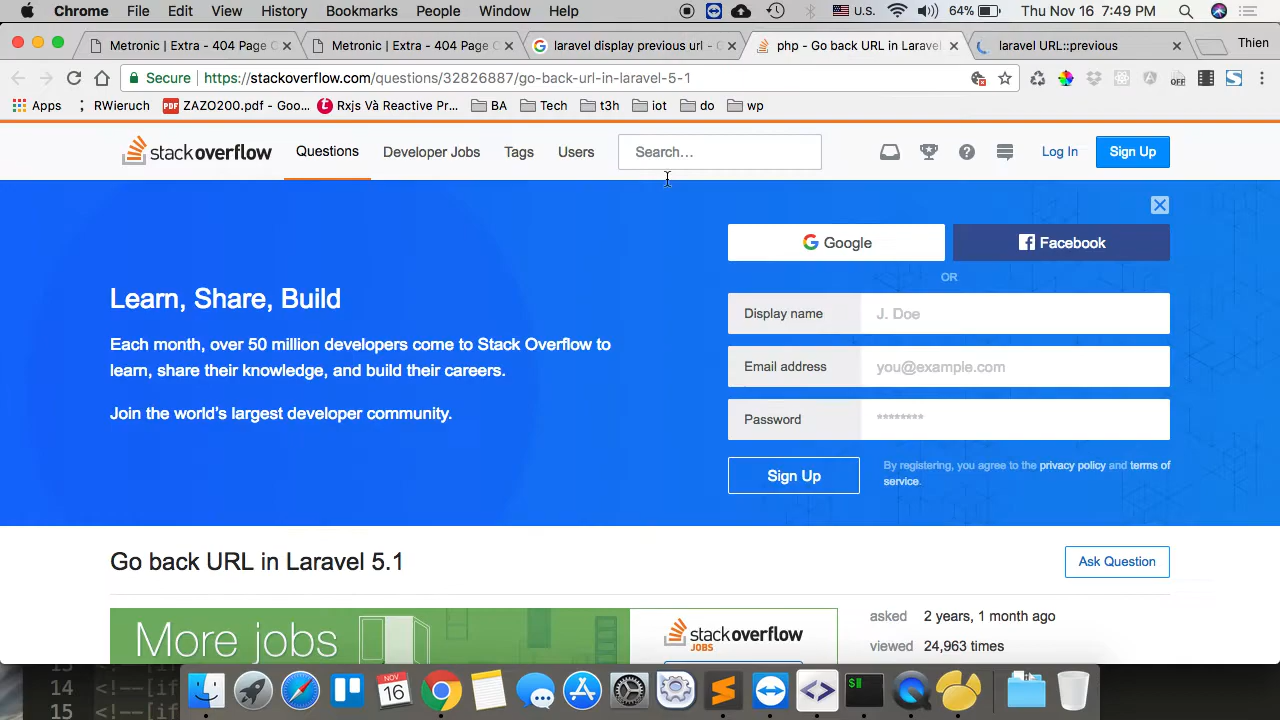 Chrome File Edit View History Bookmarks People Window Help U.S. 64% Thu Nov 16 7:49 PM
Metronic | Extra - 404 Page C Metronic | Extra - 404 Page C laravel display previous url - G php - Go back URL in Laravel laravel URL::previous Thien
Secure https://stackoverflow.com/questions/32826887/go-back-url-in-laravel-5-1
Apps RWieruch ZAZO200.pdf - Goo... Rxjs Và Reactive Pr... BA Tech t3h iot do wp
stackoverflow Questions Developer Jobs Tags Users Search... Log In Sign Up
Google Facebook
OR
Learn, Share, Build
Each month, over 50 million developers come to Stack Overflow to
learn, share their knowledge, and build their careers.
Join the world's largest developer community.
Display name J. Doe
Email address you@example.com
Password ********
Sign Up By registering, you agree to the privacy policy and terms of
service.
Go back URL in Laravel 5.1 Ask Question
More jobs stackoverflow
JOBS
asked 2 years, 1 month ago
viewed 24,963 times
14 <!--[if
15 <!--[if
NOV
16